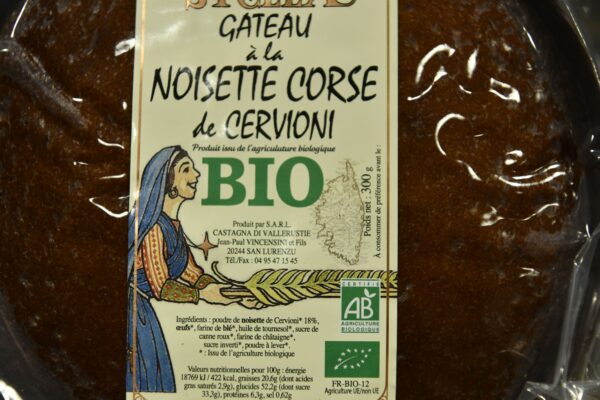 GÂTEAU
à la
NOISETTE CORSE
de CERVIONI
Produit issu de l'agriculuture biologique
BIO
Produit par S.A.R.L.
CASTAGNA DI VALLERUSTIE
Jean-Paul VINCENSINI et Fils
20244 SAN LURENZU
Tél./Fax : 04 95 47 15 45
Poids net : 300 g
A consommer de préférence avant le :
CERTIFIÉ
AB
AGRICULTURE
BIOLOGIQUE
Ingrédients : poudre de noisette de Cervioni* 18%,
œufs*, farine de blé*, huile de tournesol*, sucre de
canne roux*, farine de châtaigne*,
sucre inverti*, poudre à lever*.
* : Issu de l'agriculture biologique
Valeurs nutritionnelles pour 100g : énergie
18769 kJ / 422 kcal, graisses 20,6g (dont acides
gras saturés 2,9g), glucides 52,2g (dont sucre
33,3g), protéines 6,3g, sel 0,62g
FR-BIO-12
Agriculture UE/non UE